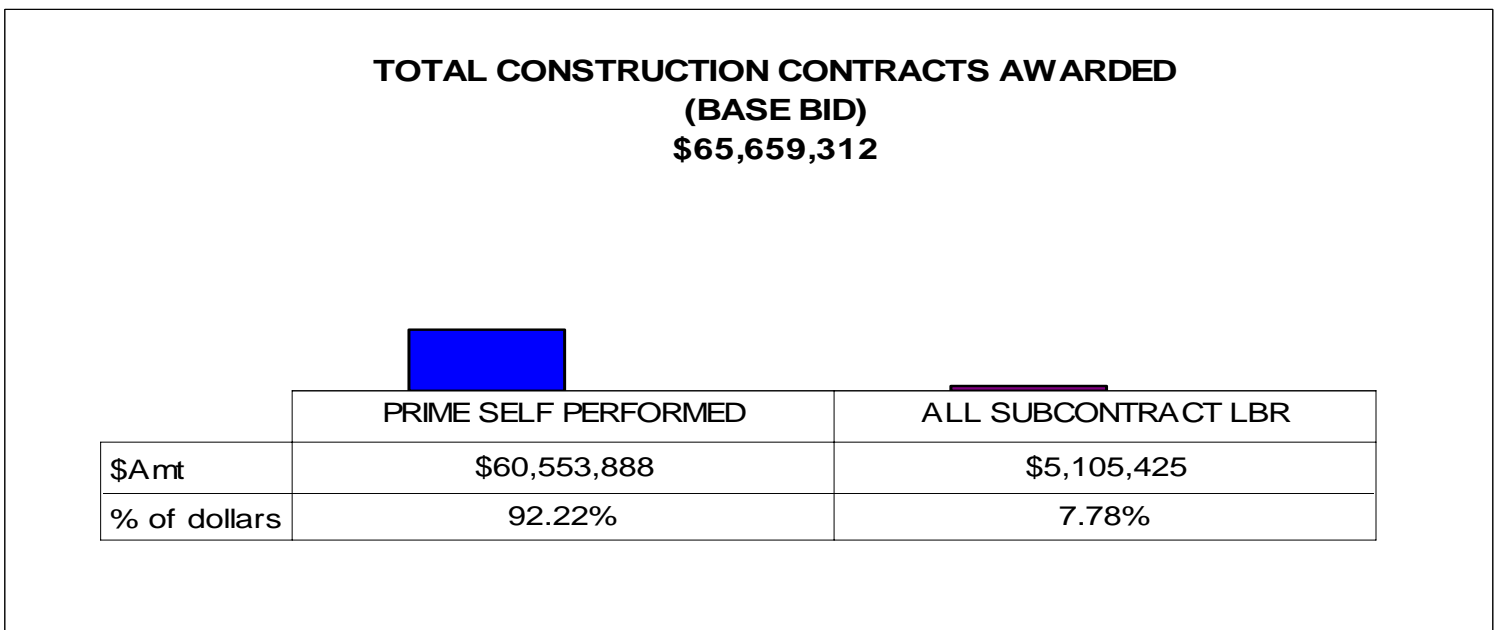 TOTAL CONSTRUCTION CONTRACTS AWARDED
(BASE BID)
$65,659,312
PRIME SELF PERFORMED ALL SUBCONTRACT LBR
$Amt $60,553,888 $5,105,425
% of dollars 92.22% 7.78%